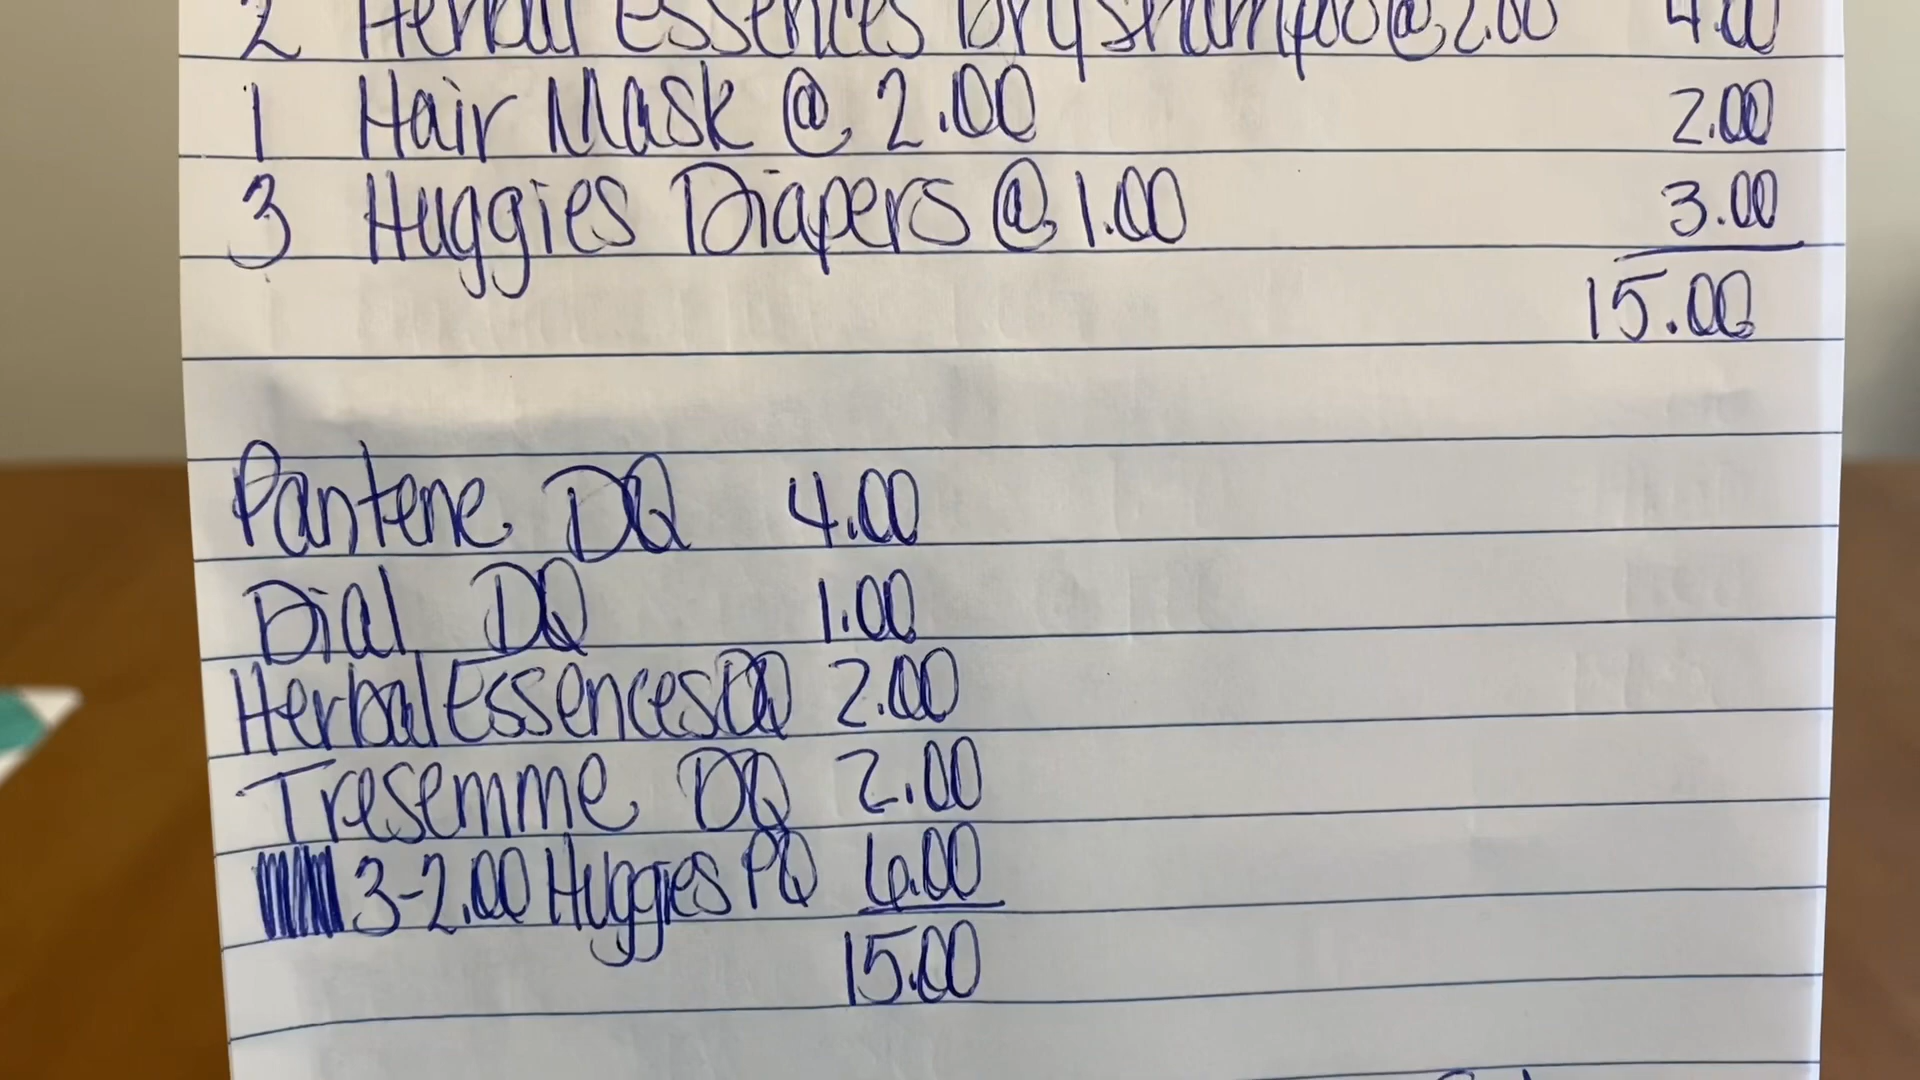 2 Herbal Essences Dry Shampoo @ 2.00 4.00
1 Hair Mask @ 2.00 2.00
3 Huggies Diapers @ 1.00 3.00
15.00
Pantene DQ 4.00
Dial DQ 1.00
Herbal Essences DQ 2.00
Tresemme DQ 2.00
3-2.00 Huggies PQ 6.00
15.00